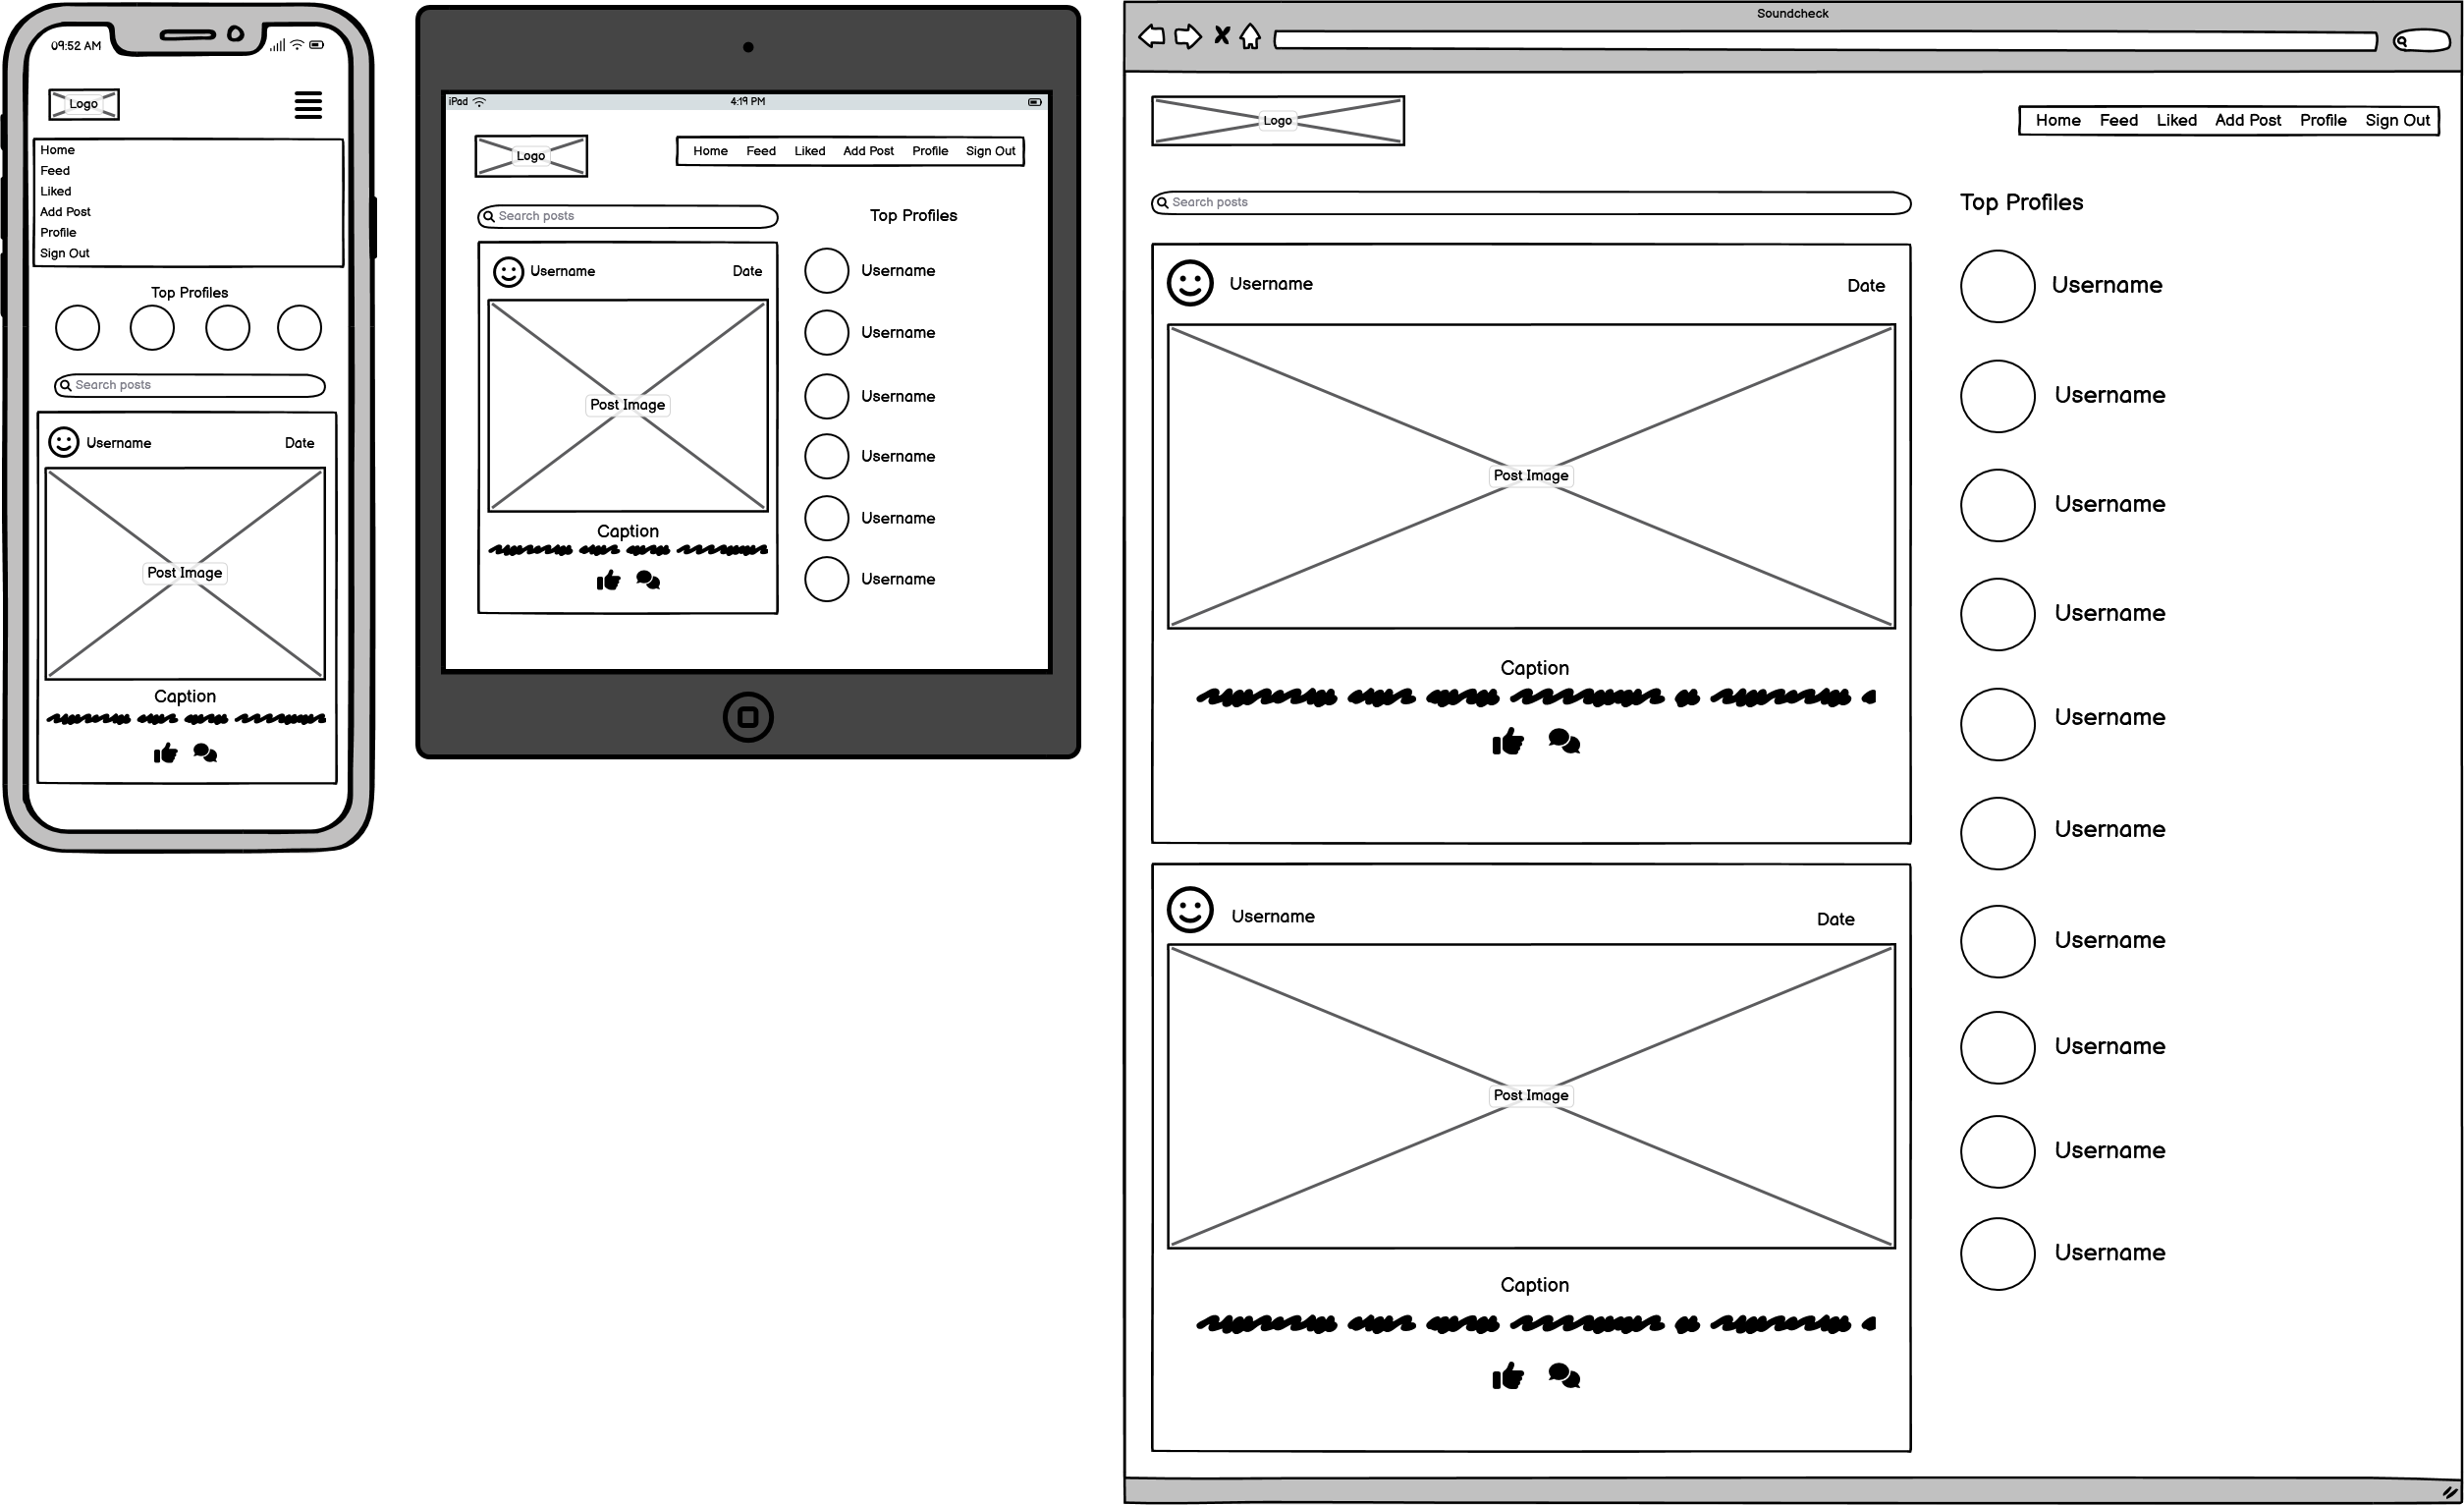 09:52 AM
Logo
Home
Feed
Liked
Add Post
Profile
Sign Out
Top Profiles
Search posts
Username Date
Post Image
Caption
iPad 4:19 PM
Logo
Home Feed Liked Add Post Profile Sign Out
Search posts
Top Profiles
Username Date
Post Image
Caption
Username
Username
Username
Username
Username
Username
Soundcheck
Logo
Home Feed Liked Add Post Profile Sign Out
Search posts
Top Profiles
Username Date
Post Image
Caption
Username Date
Post Image
Caption
Username
Username
Username
Username
Username
Username
Username
Username
Username
Username